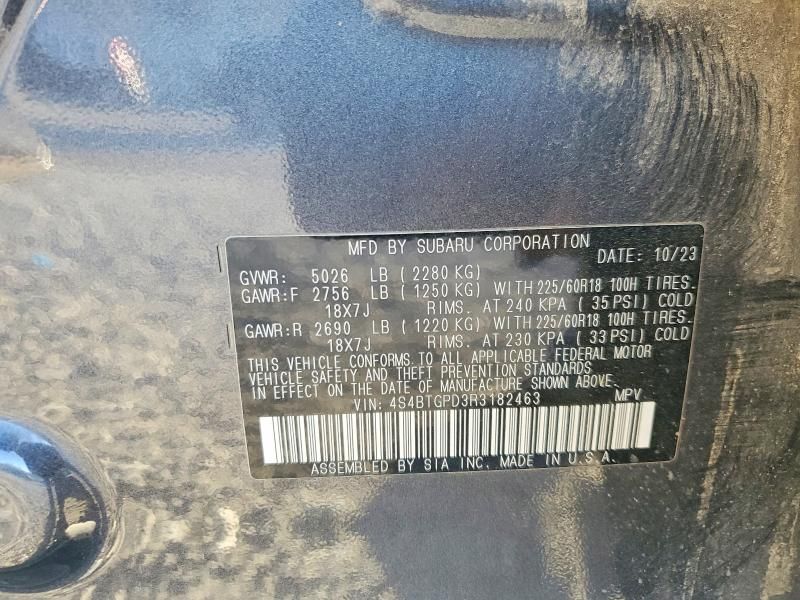 MFD BY SUBARU CORPORATION DATE: 10/23
GVWR: 5026 LB ( 2280 KG)
GAWR:F 2756 LB ( 1250 KG) WITH 225/60R18 100H TIRES.
18X7J RIMS. AT 240 KPA ( 35 PSI) COLD
GAWR:R 2690 LB ( 1220 KG) WITH 225/60R18 100H TIRES.
18X7J RIMS. AT 230 KPA ( 33 PSI) COLD
THIS VEHICLE CONFORMS TO ALL APPLICABLE FEDERAL MOTOR
VEHICLE SAFETY AND THEFT PREVENTION STANDARDS
IN EFFECT ON THE DATE OF MANUFACTURE SHOWN ABOVE.
VIN: 4S4BTGPD3R3182463 MPV
ASSEMBLED BY SIA INC. MADE IN U.S.A.